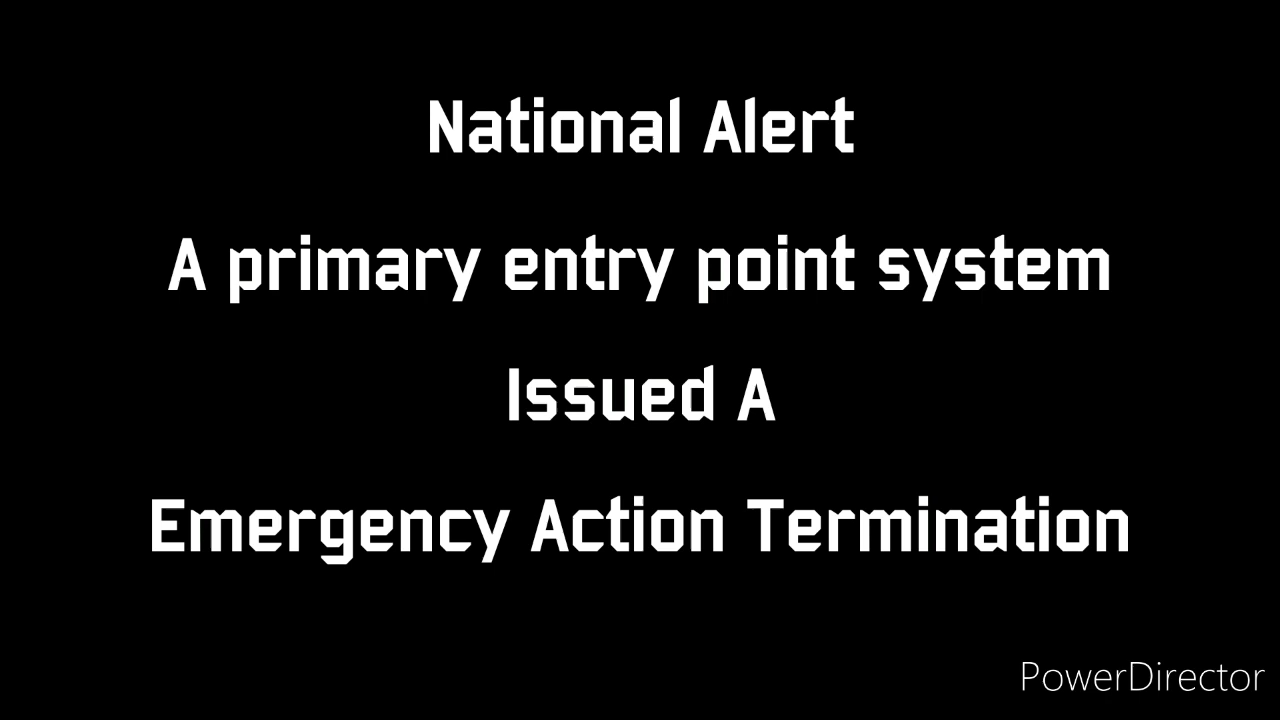 National Alert
A primary entry point system
Issued A
Emergency Action Termination
PowerDirector